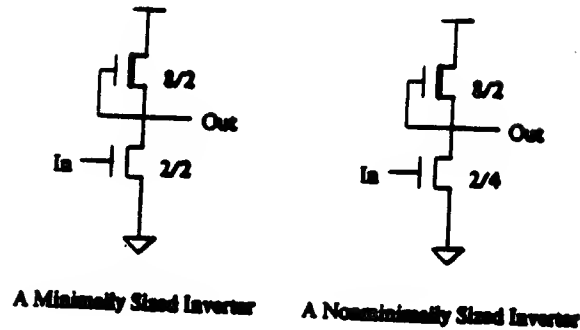 8/2
Out
In
2/2
A Minimally Sized Inverter
8/2
Out
In
2/4
A Nonminimally Sized Inverter